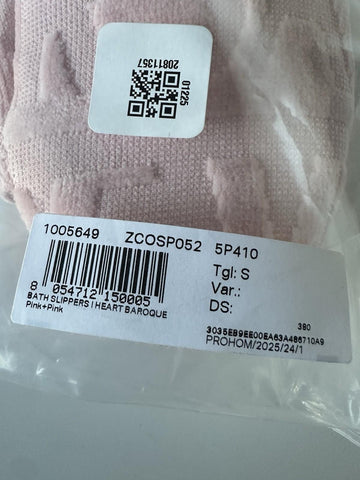 01225
20811357
1005649 ZCOSP052 5P410
Tgl: S
Var.:
DS:
8 054712 150005
BATH SLIPPERS I HEART BAROQUE
Pink+Pink
380
3035EB9EE00EA63A486710A9
PROHOM/2025/24/1